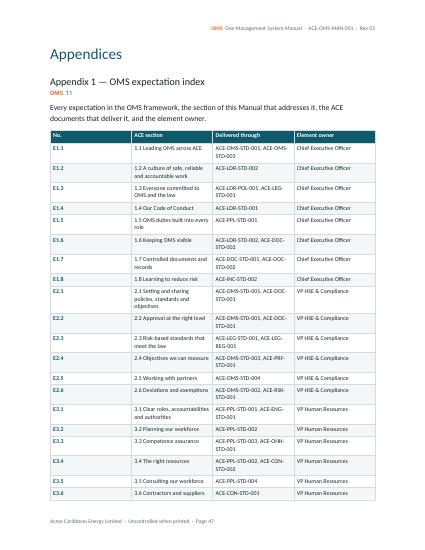 OMS One Management System Manual · ACE-OMS-MAN-001 · Rev 03
Appendices
Appendix 1 — OMS expectation index
OMS 1.1
Every expectation in the OMS framework, the section of this Manual that addresses it, the ACE
documents that deliver it, and the element owner.
No. ACE section Delivered through Element owner
E1.1 1.1 Leading OMS across ACE ACE-OMS-STD-001, ACE-OMS- Chief Executive Officer
STD-003
E1.2 1.2 A culture of safe, reliable ACE-LDR-STD-002 Chief Executive Officer
and accountable work
E1.3 1.3 Everyone committed to ACE-LDR-POL-001, ACE-LEG- Chief Executive Officer
OMS and the law STD-001
E1.4 1.4 Our Code of Conduct ACE-LDR-STD-001 Chief Executive Officer
E1.5 1.5 OMS duties built into every ACE-PPL-STD-001 Chief Executive Officer
role
E1.6 1.6 Keeping OMS visible ACE-LDR-STD-002, ACE-DOC- Chief Executive Officer
STD-002
E1.7 1.7 Controlled documents and ACE-DOC-STD-001, ACE-DOC- Chief Executive Officer
records STD-002
E1.8 1.8 Learning to reduce risk ACE-INC-STD-002 Chief Executive Officer
E2.1 2.1 Setting and sharing ACE-OMS-STD-001, ACE-DOC- VP HSE & Compliance
policies, standards and STD-001
objectives
E2.2 2.2 Approval at the right level ACE-OMS-STD-001, ACE-DOC- VP HSE & Compliance
STD-001
E2.3 2.3 Risk-based standards that ACE-LEG-STD-001, ACE-LEG- VP HSE & Compliance
meet the law REG-001
E2.4 2.4 Objectives we can measure ACE-OMS-STD-003, ACE-PRF- VP HSE & Compliance
STD-001
E2.5 2.5 Working with partners ACE-OMS-STD-004 VP HSE & Compliance
E2.6 2.6 Deviations and exemptions ACE-OMS-STD-002, ACE-RSK- VP HSE & Compliance
STD-001
E3.1 3.1 Clear roles, accountabilities ACE-PPL-STD-001, ACE-ENG- VP Human Resources
and authorities STD-001
E3.2 3.2 Planning our workforce ACE-PPL-STD-002 VP Human Resources
E3.3 3.3 Competence assurance ACE-PPL-STD-003, ACE-OHH- VP Human Resources
STD-001
E3.4 3.4 The right resources ACE-PPL-STD-002, ACE-CON- VP Human Resources
STD-002
E3.5 3.5 Consulting our workforce ACE-PPL-STD-004 VP Human Resources
E3.6 3.6 Contractors and suppliers ACE-CON-STD-001 VP Human Resources
Acme Caribbean Energy Limited · Uncontrolled when printed · Page 47